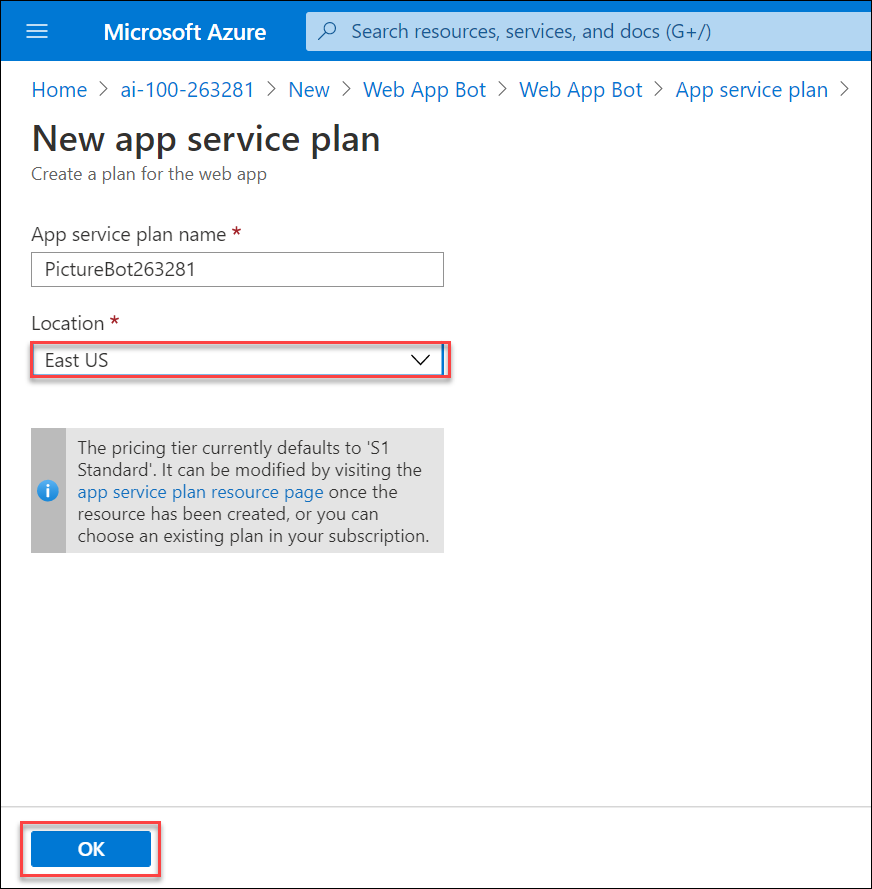 Microsoft Azure
Search resources, services, and docs (G+/)
Home > ai-100-263281 > New > Web App Bot > Web App Bot > App service plan >
New app service plan
Create a plan for the web app
App service plan name *
PictureBot263281
Location *
East US
The pricing tier currently defaults to 'S1
Standard'. It can be modified by visiting the
app service plan resource page once the
resource has been created, or you can
choose an existing plan in your subscription.
OK